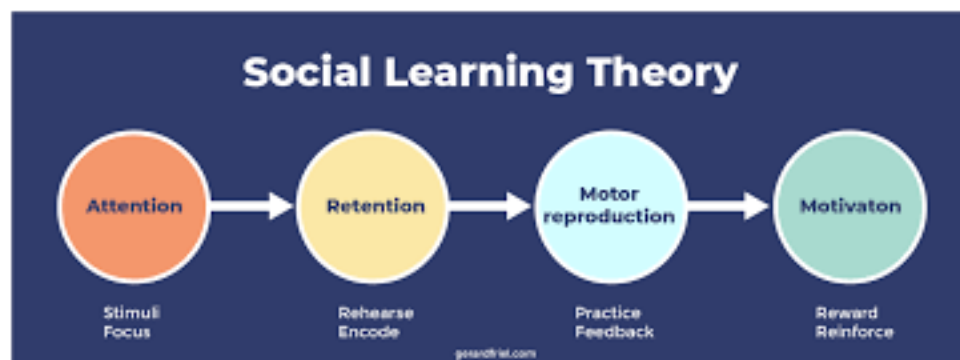 Social Learning Theory
Attention
Retention
Motor
reproduction
Motivaton
Stimuli
Focus
Rehearse
Encode
Practice
Feedback
Reward
Reinforce
gerardfriel.com